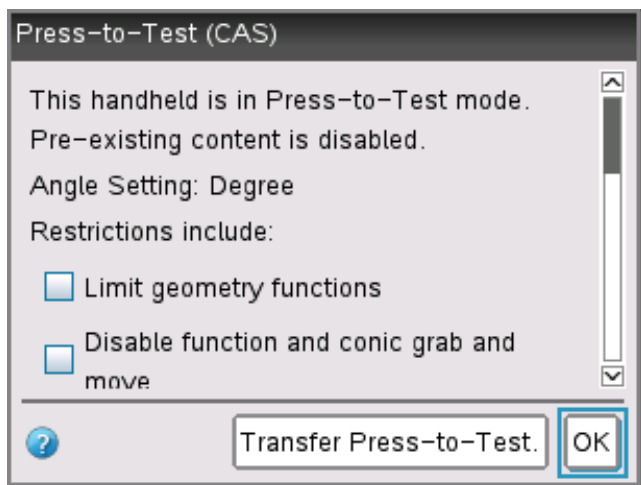 Press-to-Test (CAS)
This handheld is in Press-to-Test mode.
Pre-existing content is disabled.
Angle Setting: Degree
Restrictions include:
Limit geometry functions
Disable function and conic grab and
move
?
Transfer Press-to-Test.
OK